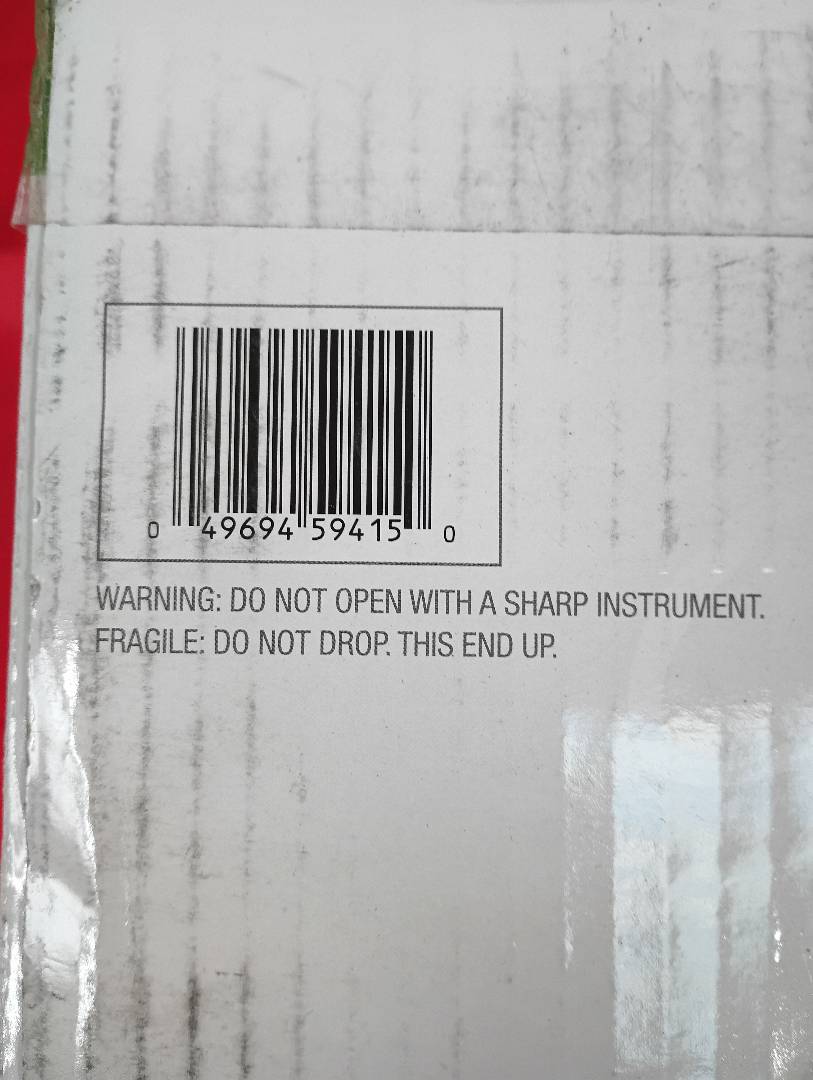 0 49694 59415 0
WARNING: DO NOT OPEN WITH A SHARP INSTRUMENT.
FRAGILE: DO NOT DROP. THIS END UP.